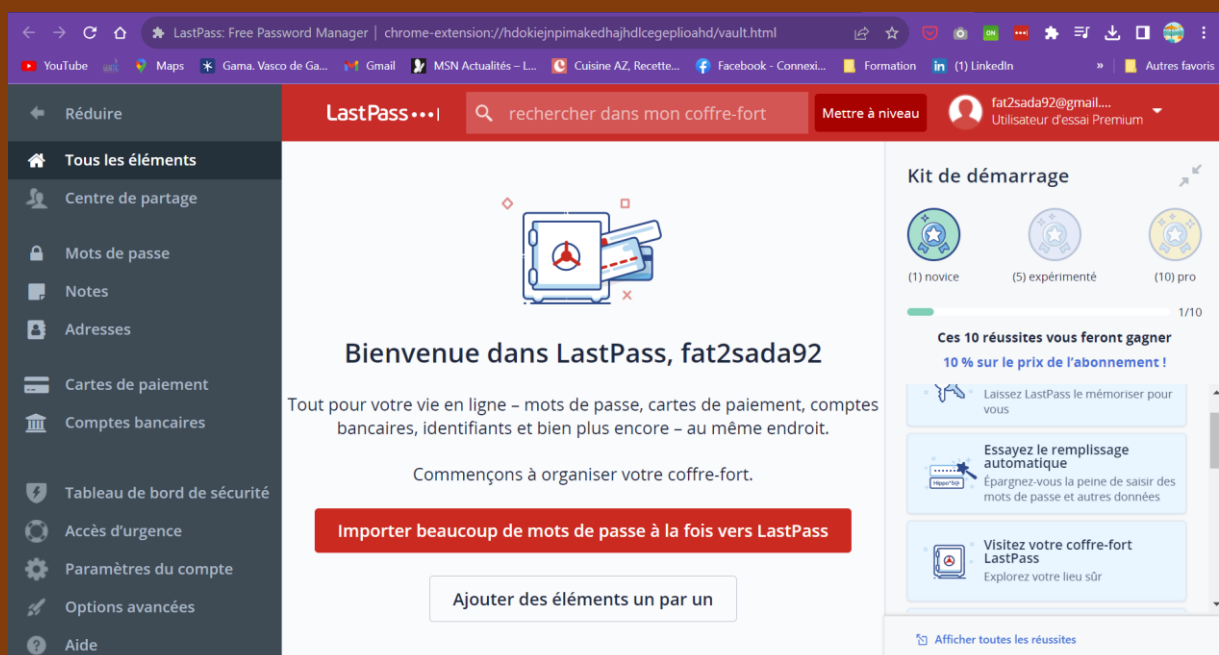 LastPass: Free Password Manager | chrome-extension://hdokiejnpimakedhajhdlcegeplioahd/vault.html
ON
YouTube
Maps
Gama. Vasco de Ga...
Gmail
MSN Actualités – L...
Cuisine AZ, Recette...
Facebook - Connexi...
Formation
(1) LinkedIn
»
Autres favoris
Réduire
Tous les éléments
Centre de partage
Mots de passe
Notes
Adresses
Cartes de paiement
Comptes bancaires
Tableau de bord de sécurité
Accès d'urgence
Paramètres du compte
Options avancées
Aide
LastPass
rechercher dans mon coffre-fort
Mettre à niveau
fat2sada92@gmail....
Utilisateur d'essai Premium
Bienvenue dans LastPass, fat2sada92
Tout pour votre vie en ligne – mots de passe, cartes de paiement, comptes
bancaires, identifiants et bien plus encore – au même endroit.
Commençons à organiser votre coffre-fort.
Importer beaucoup de mots de passe à la fois vers LastPass
Ajouter des éléments un par un
Kit de démarrage
(1) novice
(5) expérimenté
(10) pro
1/10
Ces 10 réussites vous feront gagner
10 % sur le prix de l'abonnement !
Laissez LastPass le mémoriser pour
vous
Essayez le remplissage
automatique
Épargnez-vous la peine de saisir des
mots de passe et autres données
Visitez votre coffre-fort
LastPass
Explorez votre lieu sûr
Afficher toutes les réussites